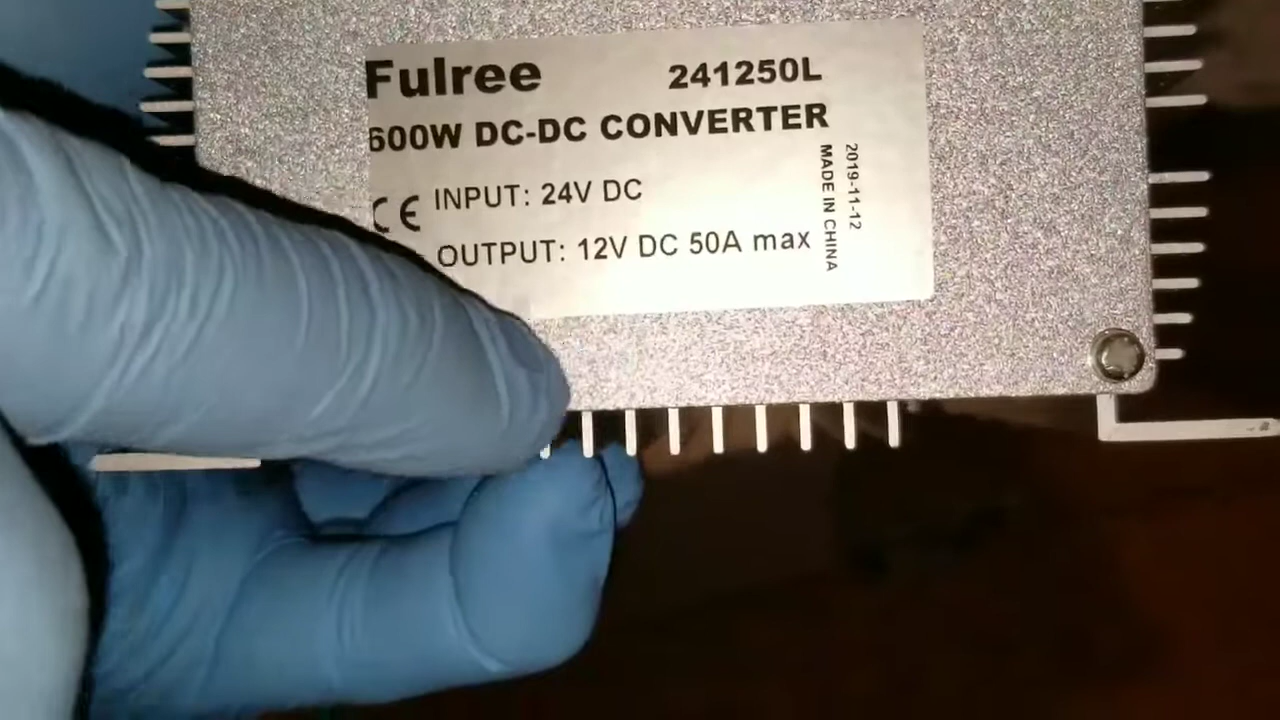 Fulree 241250L
600W DC-DC CONVERTER
CE INPUT: 24V DC
OUTPUT: 12V DC 50A max
2019-11-12
MADE IN CHINA